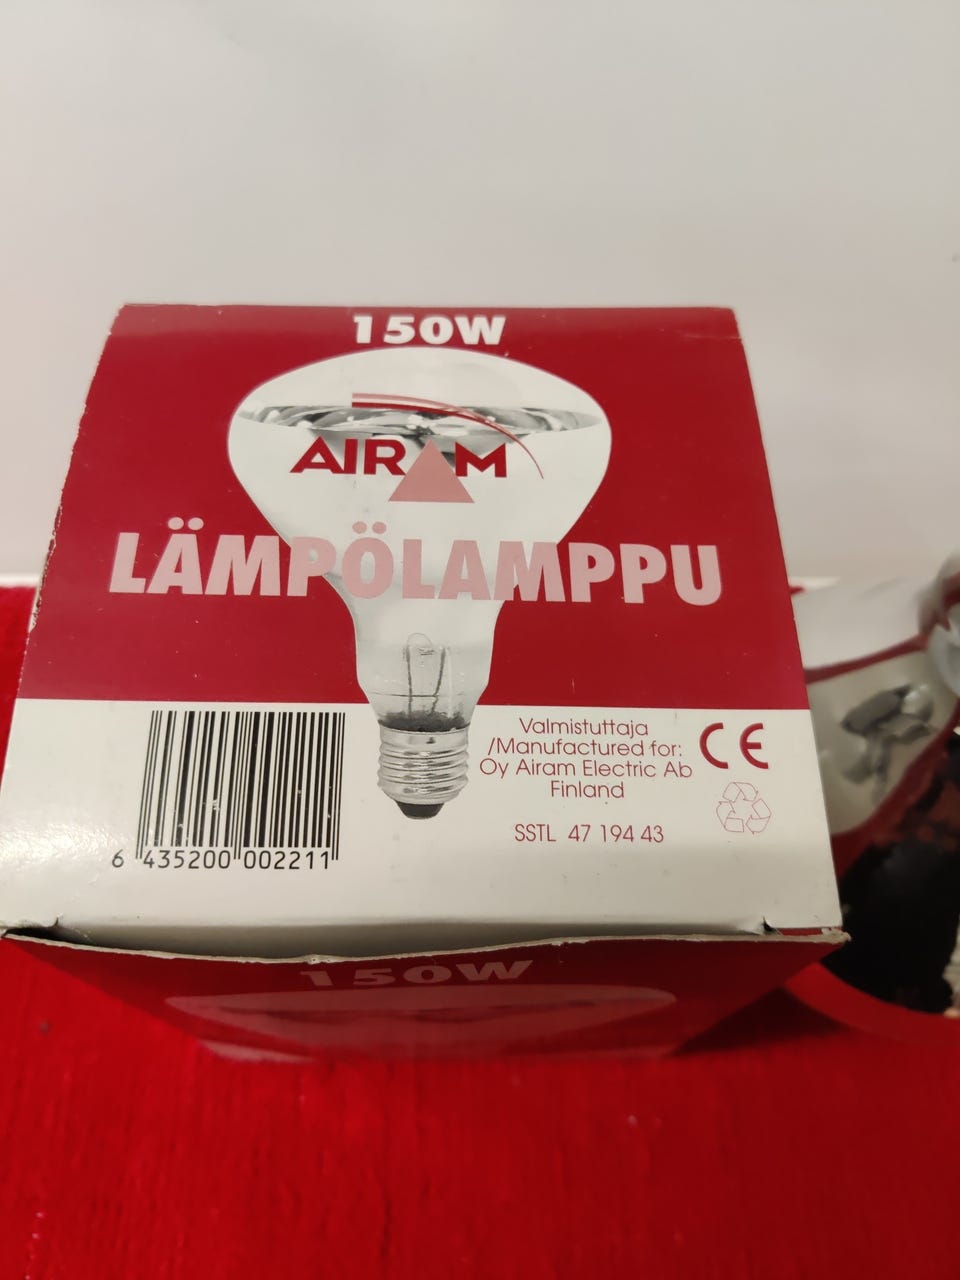 150W
AIRAM
LÄMPÖLAMPPU
Valmistuttaja
/Manufactured for:
Oy Airam Electric Ab
Finland
CE
SSTL 47 194 43
6 435200 002211
150W